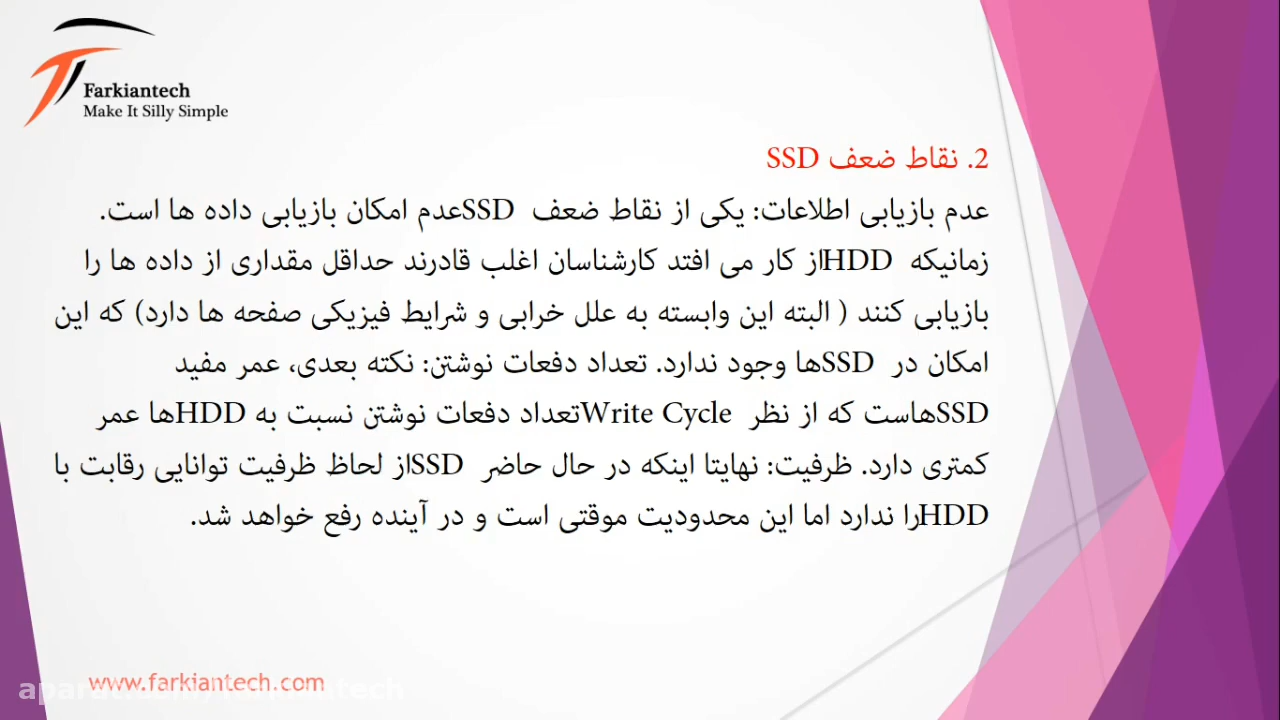 Farkiantech
Make It Silly Simple
2. نقاط ضعف SSD
عدم بازیابی اطلاعات: یکی از نقاط ضعف SSDعدم امکان بازیابی داده ها است.
زمانیکه HDDاز کار می افتد کارشناسان اغلب قادرند حداقل مقداری از داده ها را
بازیابی کنند ( البته این وابسته به علل خرابی و شرایط فیزیکی صفحه ها دارد) که این
امکان در SSDها وجود ندارد. تعداد دفعات نوشتن: نکته بعدی، عمر مفید
SSDهاست که از نظر Write Cycleتعداد دفعات نوشتن نسبت به HDDها عمر
کمتری دارد. ظرفیت: نهایتا اینکه در حال حاضر SSDاز لحاظ ظرفیت توانایی رقابت با
HDDرا ندارد اما این محدودیت موقتی است و در آینده رفع خواهد شد.
www.farkiantech.com